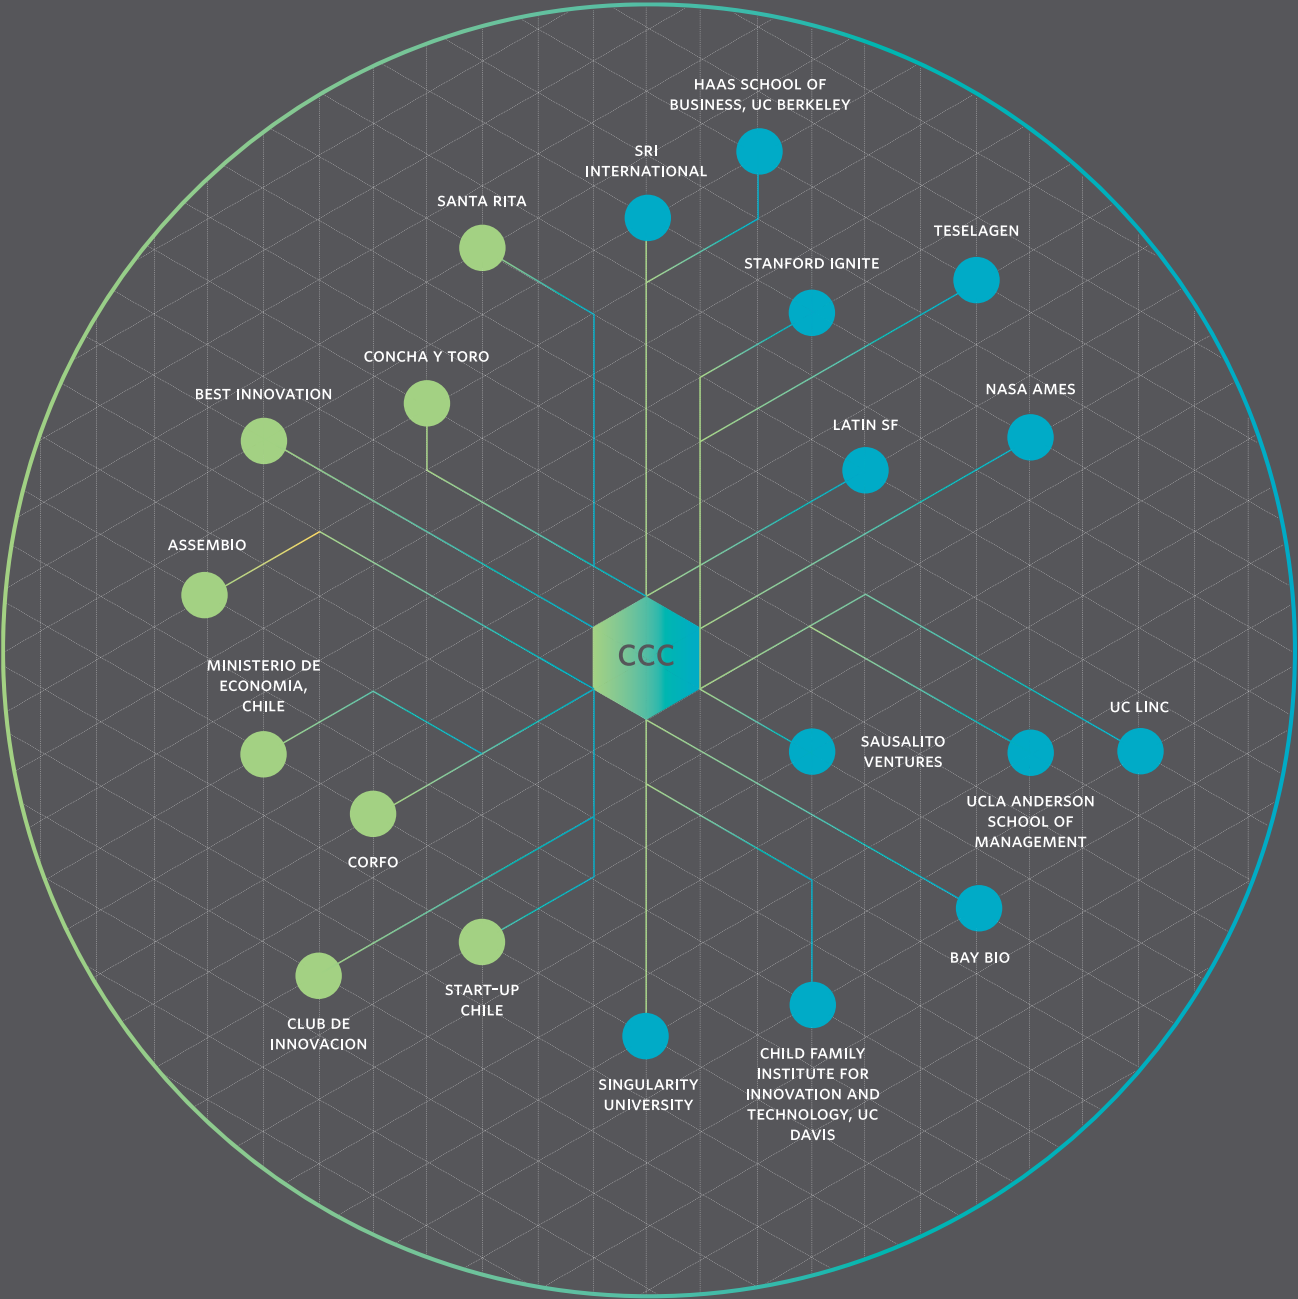 HAAS SCHOOL OF
BUSINESS, UC BERKELEY
SRI
INTERNATIONAL
SANTA RITA
TESELAGEN
STANFORD IGNITE
CONCHA Y TORO
NASA AMES
BEST INNOVATION
LATIN SF
ASSEMBIO
CCC
MINISTERIO DE
ECONOMIA,
CHILE
UC LINC
SAUSALITO
VENTURES
UCLA ANDERSON
SCHOOL OF
MANAGEMENT
CORFO
BAY BIO
START-UP
CHILE
CLUB DE
INNOVACION
CHILD FAMILY
INSTITUTE FOR
INNOVATION AND
TECHNOLOGY, UC
DAVIS
SINGULARITY
UNIVERSITY